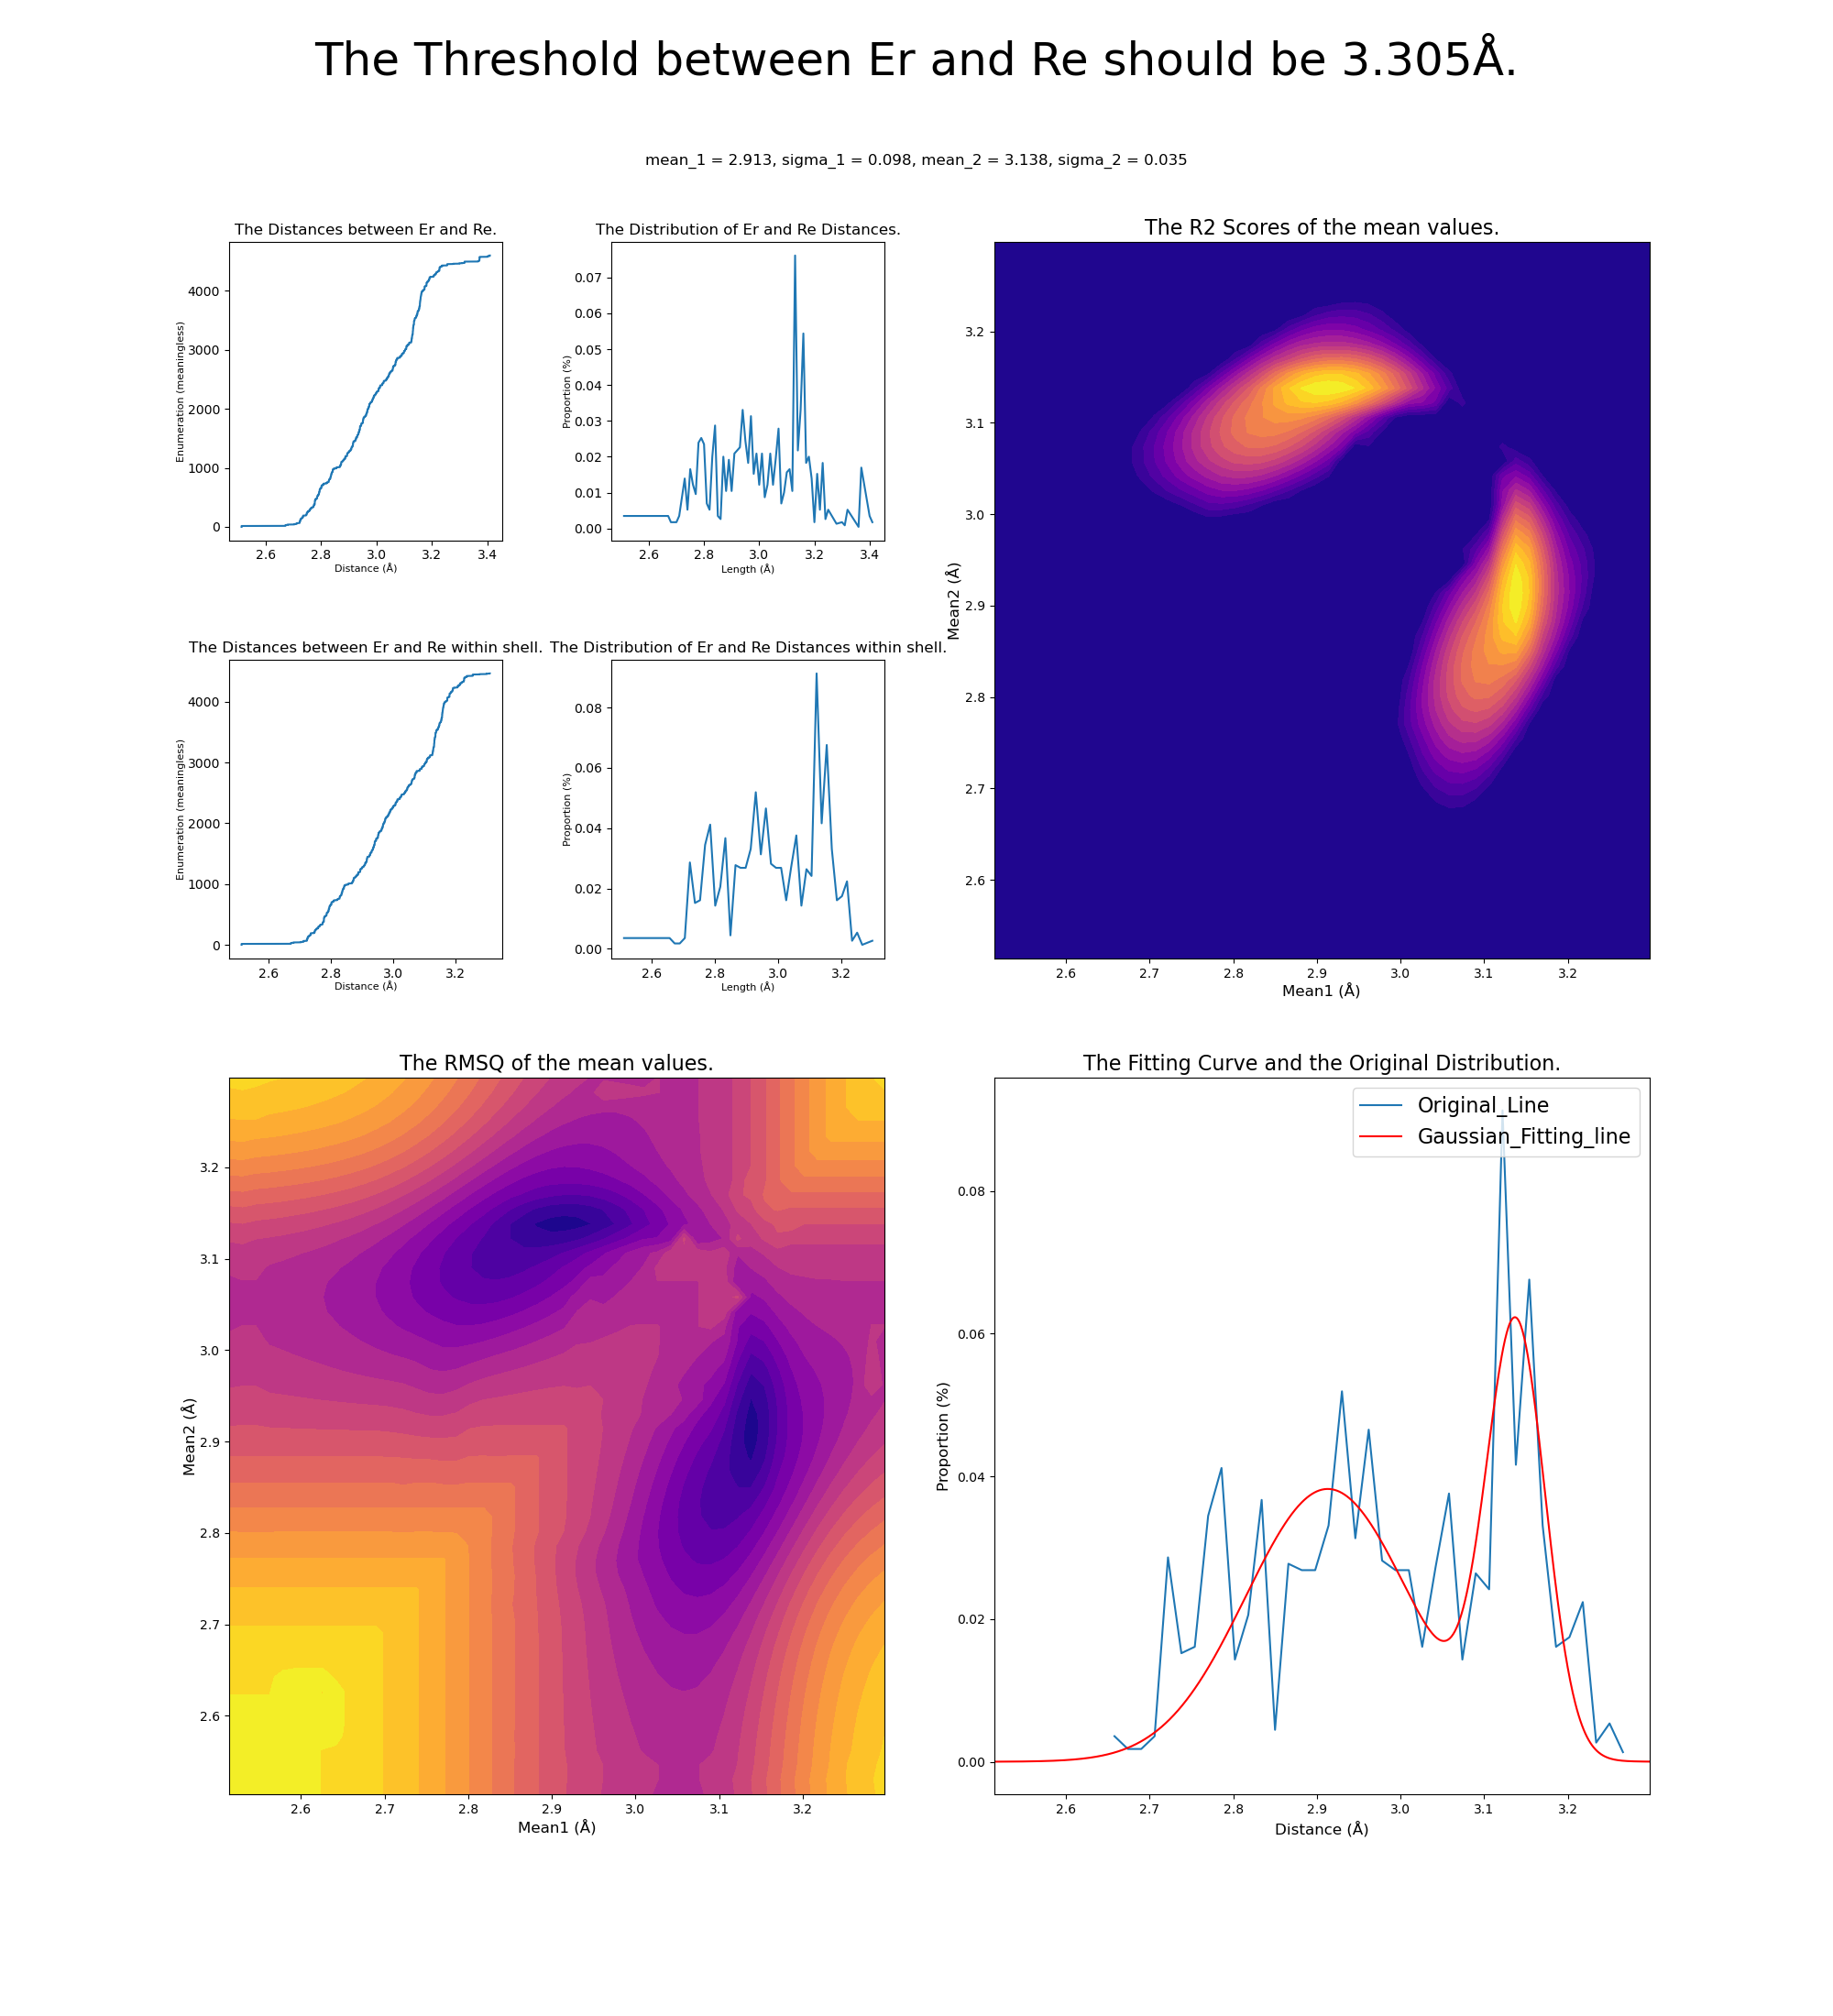 The Threshold between Er and Re should be 3.305Å.
mean_1 = 2.913, sigma_1 = 0.098, mean_2 = 3.138, sigma_2 = 0.035
The Distances between Er and Re.
Enumeration (meaningless)
4000
3000
2000
1000
0
2.6 2.8 3.0 3.2 3.4
Distance (Å)
The Distribution of Er and Re Distances.
Proportion (%)
0.07
0.06
0.05
0.04
0.03
0.02
0.01
0.00
2.6 2.8 3.0 3.2 3.4
Length (Å)
The R2 Scores of the mean values.
Mean2 (Å)
3.2
3.1
3.0
2.9
2.8
2.7
2.6
2.6 2.7 2.8 2.9 3.0 3.1 3.2
Mean1 (Å)
The Distances between Er and Re within shell.
Enumeration (meaningless)
4000
3000
2000
1000
0
2.6 2.8 3.0 3.2
Distance (Å)
The Distribution of Er and Re Distances within shell.
Proportion (%)
0.08
0.06
0.04
0.02
0.00
2.6 2.8 3.0 3.2
Length (Å)
The RMSQ of the mean values.
Mean2 (Å)
3.2
3.1
3.0
2.9
2.8
2.7
2.6
2.6 2.7 2.8 2.9 3.0 3.1 3.2
Mean1 (Å)
The Fitting Curve and the Original Distribution.
Original_Line
Gaussian_Fitting_line
Proportion (%)
0.08
0.06
0.04
0.02
0.00
2.6 2.7 2.8 2.9 3.0 3.1 3.2
Distance (Å)